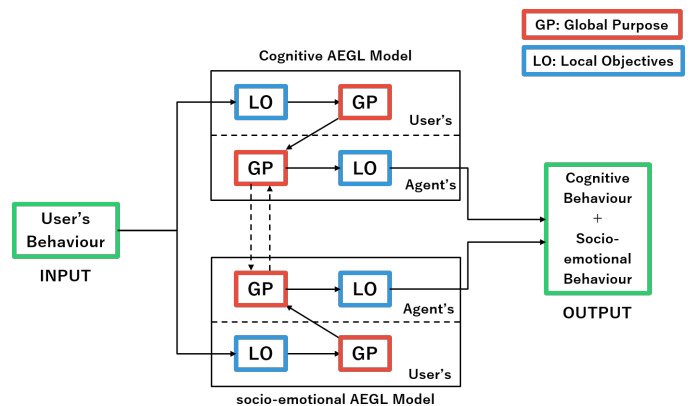 GP: Global Purpose
LO: Local Objectives
Cognitive AEGL Model
LO
GP
User's
GP
LO
Agent's
User's
Behaviour
INPUT
Cognitive
Behaviour
+
Socio-
emotional
Behaviour
OUTPUT
GP
LO
Agent's
LO
GP
User's
socio-emotional AEGL Model